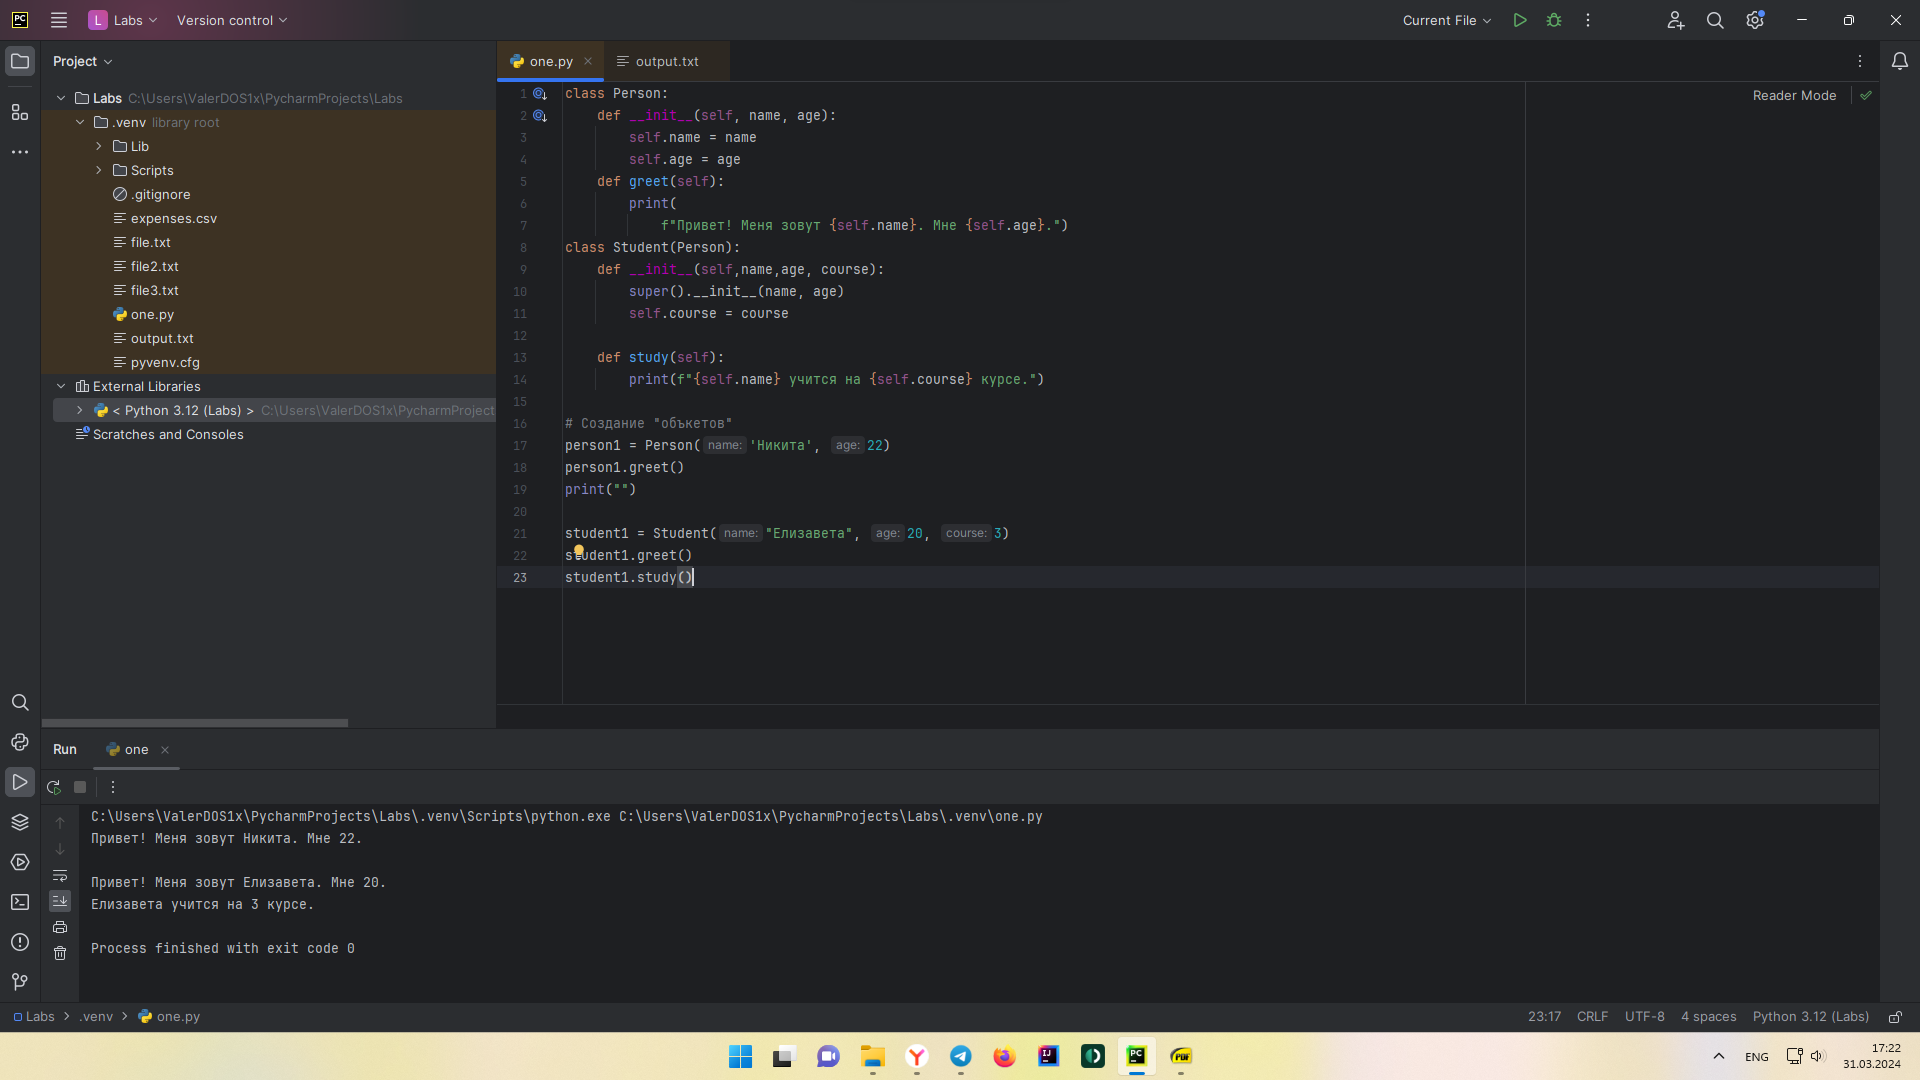 PC
L Labs
Version control
Current File
Project
Labs C:\Users\ValerDOS1x\PycharmProjects\Labs
.venv library root
Lib
Scripts
.gitignore
expenses.csv
file.txt
file2.txt
file3.txt
one.py
output.txt
pyvenv.cfg
External Libraries
< Python 3.12 (Labs) > C:\Users\ValerDOS1x\PycharmProject
Scratches and Consoles
one.py
output.txt
Reader Mode
1 class Person:
2 def __init__(self, name, age):
3 self.name = name
4 self.age = age
5 def greet(self):
6 print(
7 f"Привет! Меня зовут {self.name}. Мне {self.age}.")
8 class Student(Person):
9 def __init__(self,name,age, course):
10 super().__init__(name, age)
11 self.course = course
12
13 def study(self):
14 print(f"{self.name} учится на {self.course} курсе.")
15
16 # Создание "объкетов"
17 person1 = Person( name: 'Никита', age: 22)
18 person1.greet()
19 print("")
20
21 student1 = Student( name: "Елизавета", age: 20, course: 3)
22 student1.greet()
23 student1.study()
Run
one
C:\Users\ValerDOS1x\PycharmProjects\Labs\.venv\Scripts\python.exe C:\Users\ValerDOS1x\PycharmProjects\Labs\.venv\one.py
Привет! Меня зовут Никита. Мне 22.
Привет! Меня зовут Елизавета. Мне 20.
Елизавета учится на 3 курсе.
Process finished with exit code 0
Labs > .venv > one.py
23:17 CRLF UTF-8 4 spaces Python 3.12 (Labs)
IJ
PC
PDF
ENG
17:22
31.03.2024